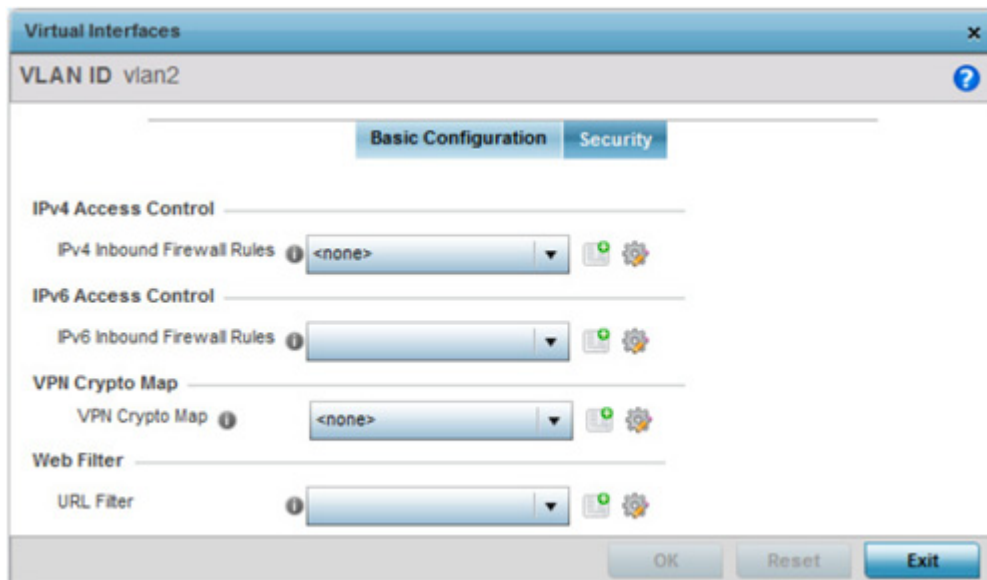 Virtual Interfaces
VLAN ID vlan2
Basic Configuration Security
IPv4 Access Control
IPv4 Inbound Firewall Rules <none>
IPv6 Access Control
IPv6 Inbound Firewall Rules
VPN Crypto Map
VPN Crypto Map <none>
Web Filter
URL Filter
OK Reset Exit